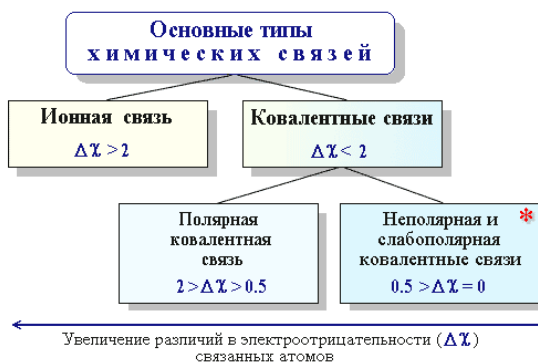 Основные типы
химических связей
Ионная связь
Δχ > 2
Ковалентные связи
Δχ < 2
Полярная
ковалентная
связь
2 > Δχ > 0.5
*
Неполярная и
слабополярная
ковалентные связи
0.5 > Δχ = 0
Увеличение различий в электроотрицательности (Δχ)
связанных атомов